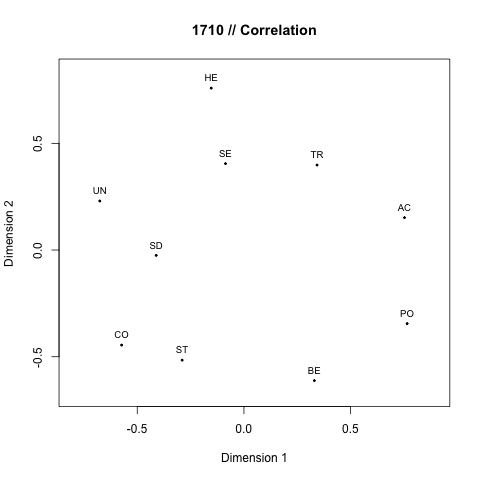 1710 // Correlation
HE
SE
TR
UN
AC
SD
PO
CO
ST
BE
0.5
0.0
-0.5
Dimension 2
-0.5
0.0
0.5
Dimension 1